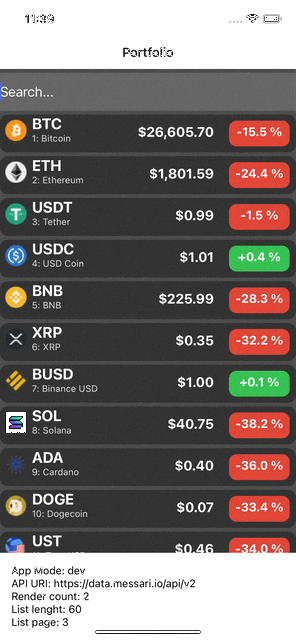 11:39
Portfolio
Search...
BTC
1: Bitcoin
$26,605.70
-15.5 %
ETH
2: Ethereum
$1,801.59
-24.4 %
USDT
3: Tether
$0.99
-1.5 %
USDC
4: USD Coin
$1.01
+0.4 %
BNB
5: BNB
$225.99
-28.3 %
XRP
6: XRP
$0.35
-32.2 %
BUSD
7: Binance USD
$1.00
+0.1 %
SOL
8: Solana
$40.75
-38.2 %
ADA
9: Cardano
$0.40
-36.0 %
DOGE
10: Dogecoin
$0.07
-33.4 %
UST
$0.46
-34.0 %
App Mode: dev
API URI: https://data.messari.io/api/v2
Render count: 2
List lenght: 60
List page: 3